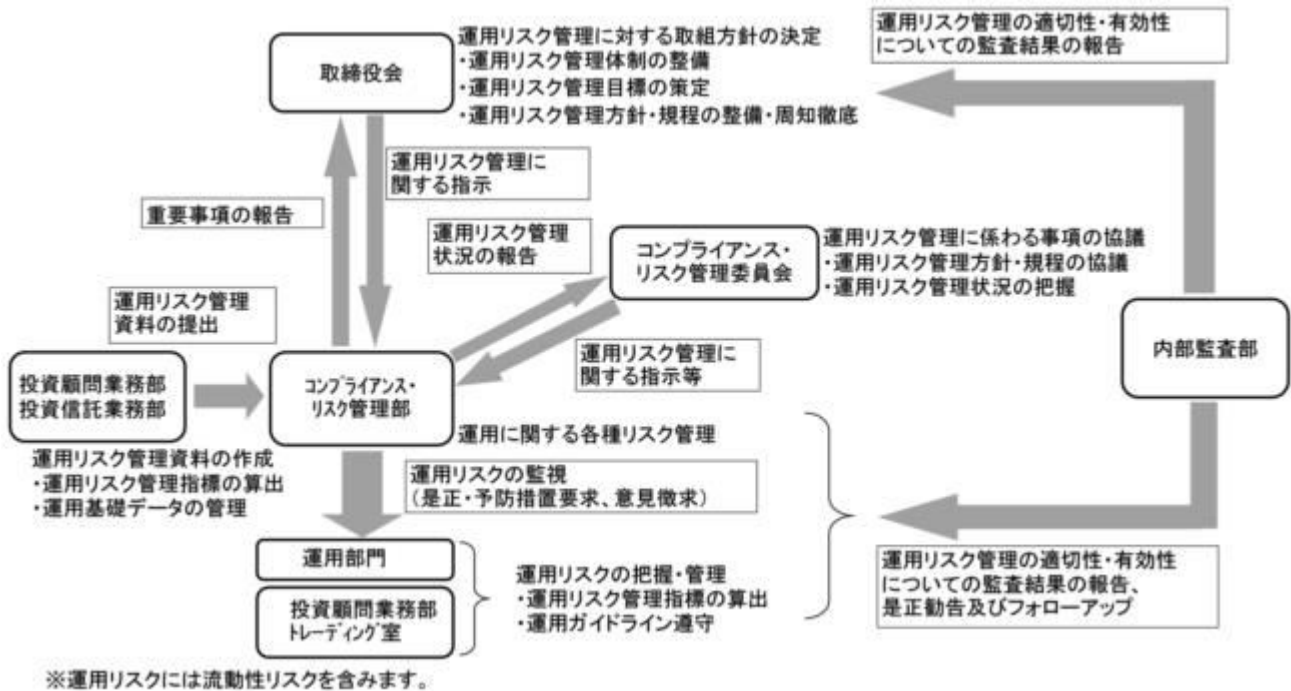 取締役会
運用リスク管理に対する取組方針の決定
・運用リスク管理体制の整備
・運用リスク管理目標の策定
・運用リスク管理方針・規程の整備・周知徹底
運用リスク管理の適切性・有効性
についての監査結果の報告
運用リスク管理に
関する指示
重要事項の報告
運用リスク管理
状況の報告
コンプライアンス・
リスク管理委員会
運用リスク管理に係わる事項の協議
・運用リスク管理方針・規程の協議
・運用リスク管理状況の把握
運用リスク管理
資料の提出
運用リスク管理に
関する指示等
内部監査部
投資顧問業務部
投資信託業務部
コンプライアンス・
リスク管理部
運用に関する各種リスク管理
運用リスク管理資料の作成
・運用リスク管理指標の算出
・運用基礎データの管理
運用リスクの監視
(是正・予防措置要求、意見徴求)
運用部門
投資顧問業務部
トレーディング室
運用リスクの把握・管理
・運用リスク管理指標の算出
・運用ガイドライン遵守
運用リスク管理の適切性・有効性
についての監査結果の報告、
是正勧告及びフォローアップ
※運用リスクには流動性リスクを含みます。